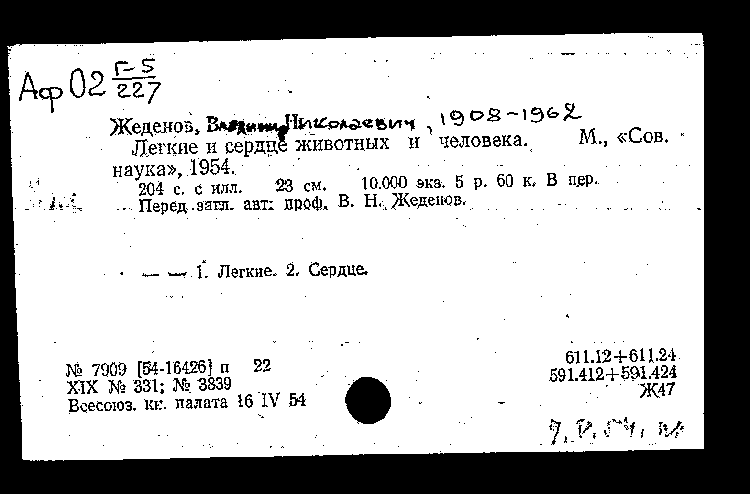 Аф 02 Г-5/227
Жеденов, Владимир Николаевич, 1908-1962
Легкие и сердце животных и человека. М., «Сов.
наука», 1954.
204 с. с илл. 23 см. 10.000 экз. 5 р. 60 к. В пер.
Перед загл. авт: проф. В. Н. Жеденов.
— — 1. Легкие. 2. Сердце.
№ 7909 [54-16426] п 22
XIX № 331; № 3839
Всесоюз. кн. палата 16 IV 54
611.12+611.24
591.412+591.424
Ж47